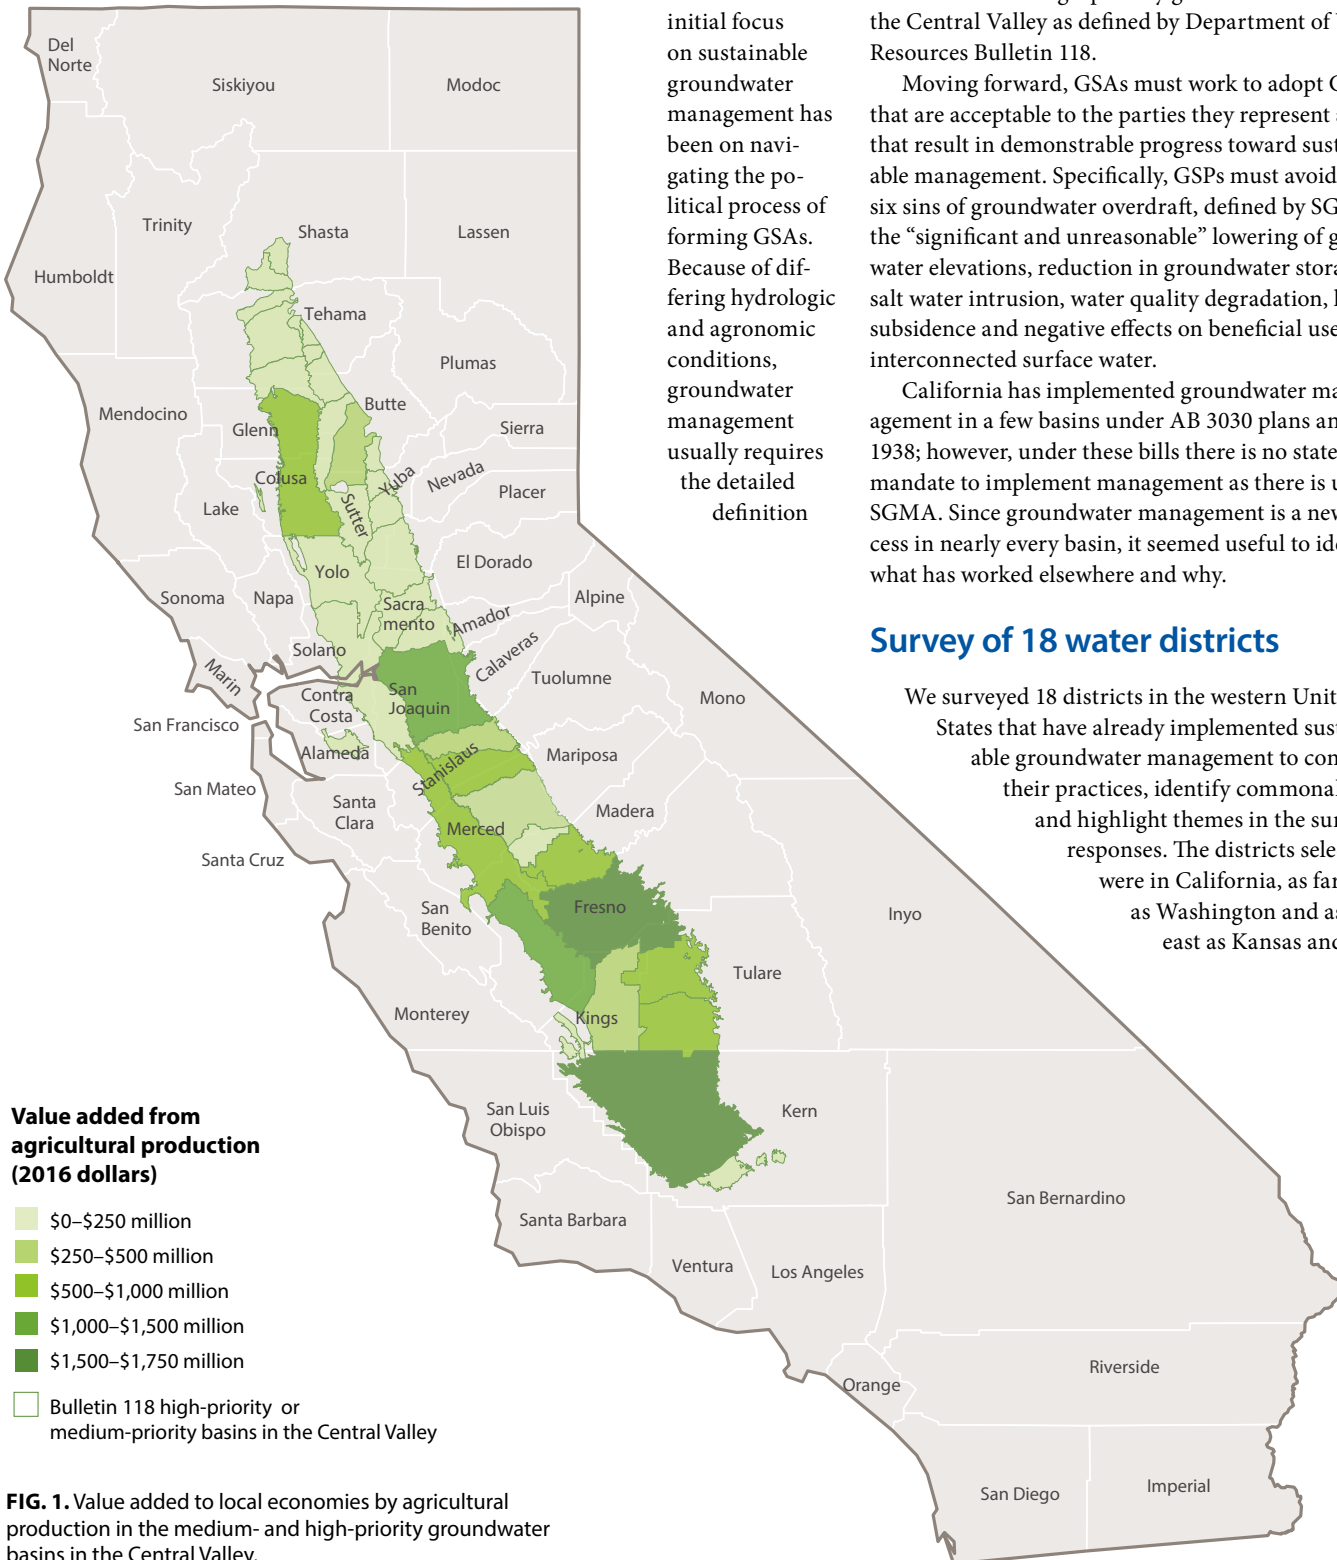 initial focus
on sustainable
groundwater
management has
been on navi-
gating the po-
litical process of
forming GSAs.
Because of dif-
fering hydrologic
and agronomic
conditions,
groundwater
management
usually requires
the detailed
definition
the Central Valley as defined by Department of
Resources Bulletin 118.
Moving forward, GSAs must work to adopt
that are acceptable to the parties they represent
that result in demonstrable progress toward sust
able management. Specifically, GSPs must avoid
six sins of groundwater overdraft, defined by SG
the “significant and unreasonable” lowering of g
water elevations, reduction in groundwater stora
salt water intrusion, water quality degradation, l
subsidence and negative effects on beneficial use
interconnected surface water.
California has implemented groundwater ma
agement in a few basins under AB 3030 plans an
1938; however, under these bills there is no state
mandate to implement management as there is u
SGMA. Since groundwater management is a new
cess in nearly every basin, it seemed useful to ide
what has worked elsewhere and why.
Survey of 18 water districts
We surveyed 18 districts in the western Unit
States that have already implemented sust
able groundwater management to con
their practices, identify commonal
and highlight themes in the sur
responses. The districts sele
were in California, as far
as Washington and as
east as Kansas and
Del
Norte
Siskiyou
Modoc
Trinity
Shasta
Lassen
Humboldt
Tehama
Plumas
Mendocino
Butte
Glenn
Sierra
Colusa
Yuba
Nevada
Placer
Lake
Sutter
El Dorado
Yolo
Sonoma
Napa
Sacra
mento
Alpine
Amador
Solano
Calaveras
Marin
Tuolumne
Contra
Costa
San
Joaquin
Mono
San Francisco
Alameda
Stanislaus
Mariposa
San Mateo
Santa
Clara
Merced
Madera
Santa Cruz
San
Benito
Fresno
Inyo
Tulare
Monterey
Kings
San Luis
Obispo
Kern
San Bernardino
Santa Barbara
Ventura
Los Angeles
Riverside
Orange
San Diego
Imperial
Value added from
agricultural production
(2016 dollars)
$0–$250 million
$250–$500 million
$500–$1,000 million
$1,000–$1,500 million
$1,500–$1,750 million
Bulletin 118 high-priority or
medium-priority basins in the Central Valley
FIG. 1. Value added to local economies by agricultural
production in the medium- and high-priority groundwater
basins in the Central Valley.